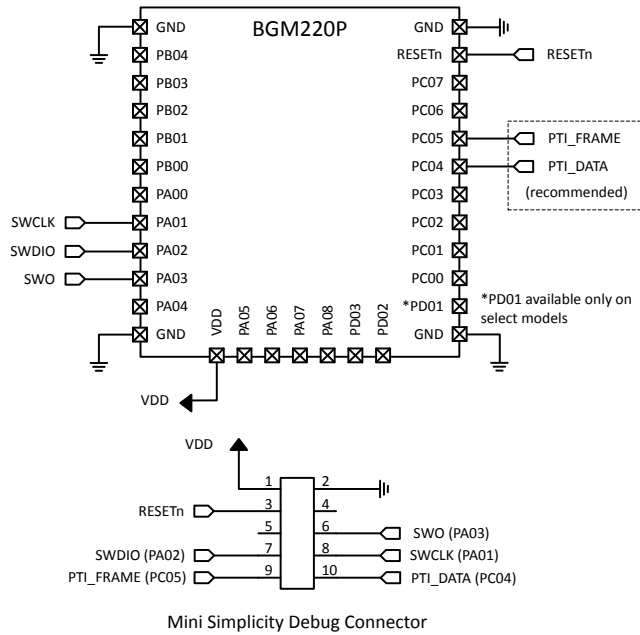 BGM220P
GND
PB04
PB03
PB02
PB01
PB00
PA00
SWCLK PA01
SWDIO PA02
SWO PA03
PA04
GND
GND
RESETn RESETn
PC07
PC06
PC05 PTI_FRAME
PC04 PTI_DATA
(recommended)
PC03
PC02
PC01
PC00
*PD01
GND
*PD01 available only on
select models
VDD
PA05
PA06
PA07
PA08
PD03
PD02
VDD
VDD
1 2
RESETn 3 4
5 6 SWO (PA03)
SWDIO (PA02) 7 8 SWCLK (PA01)
PTI_FRAME (PC05) 9 10 PTI_DATA (PC04)
Mini Simplicity Debug Connector